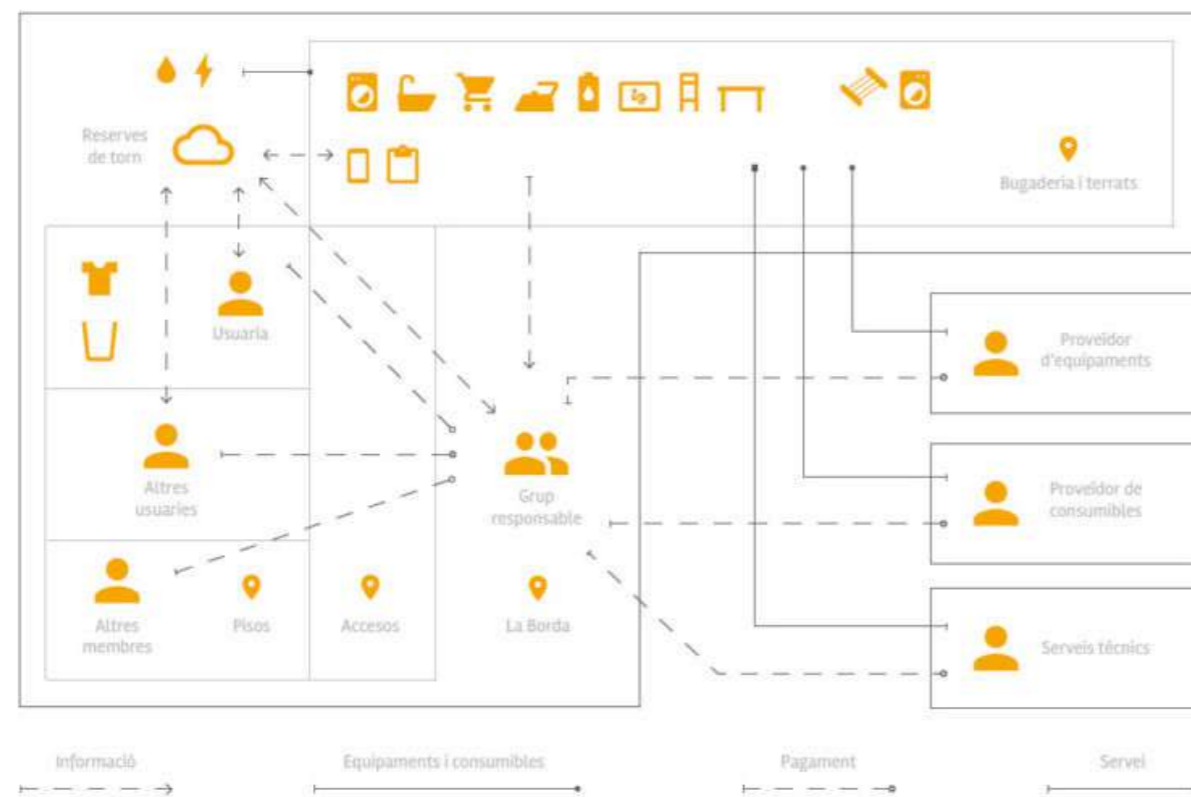 Reserves
de torn
Bugaderia i terrats
Usuaria
Proveïdor
d'equipaments
Altres
usuaries
Grup
responsable
Proveïdor de
consumibles
Altres
membres
Pisos
Accesos
La Borda
Serveis tècnics
Informació
Equipaments i consumibles
Pagament
Servei